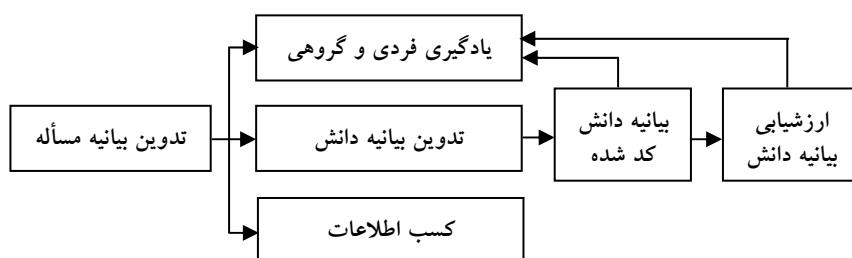 یادگیری فردی و گروهی
تدوین بیانیه مسأله
تدوین بیانیه دانش
بیانیه دانش
کد شده
ارزشیابی
بیانیه دانش
کسب اطلاعات